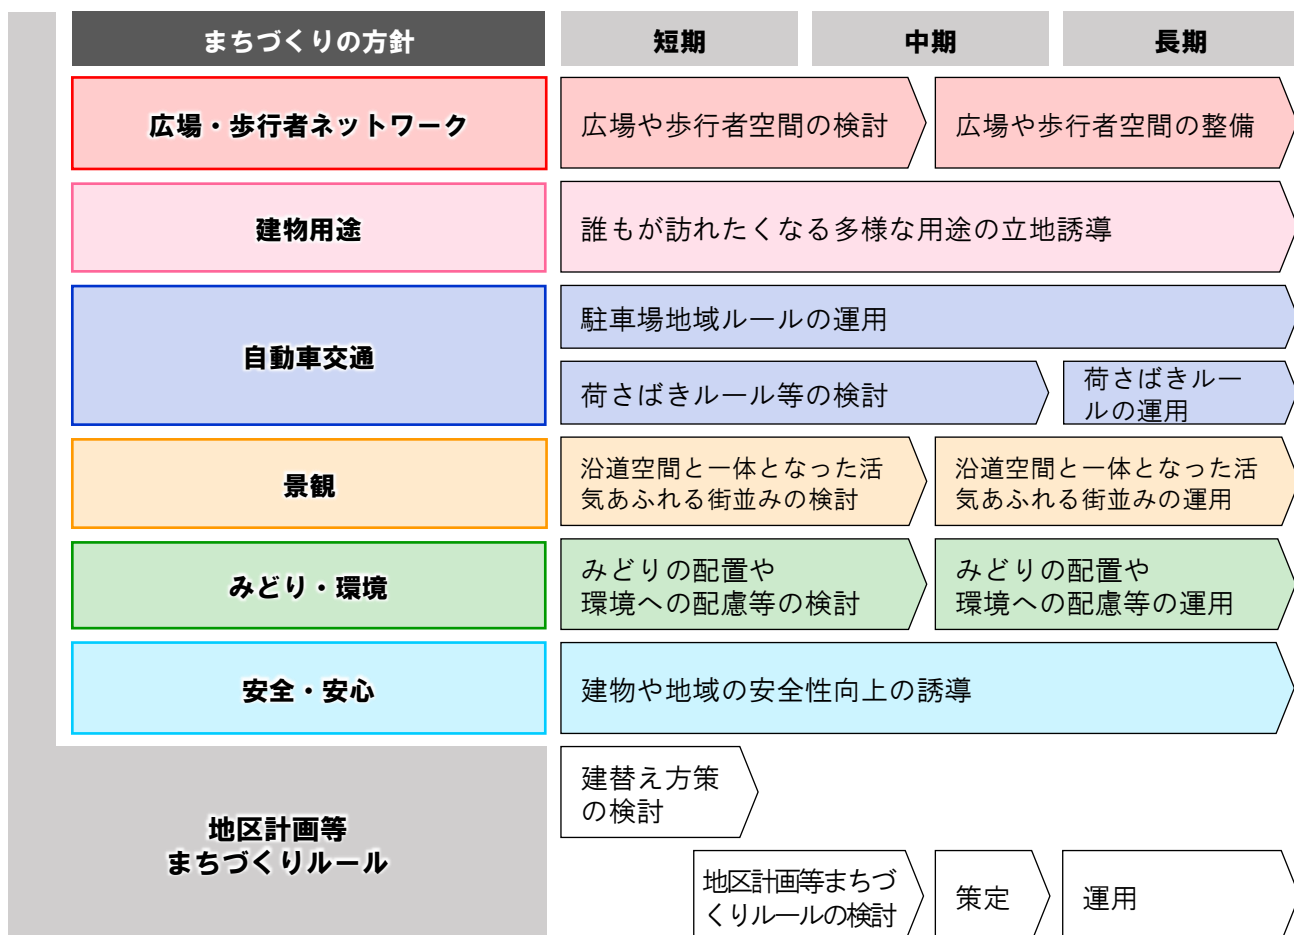 まちづくりの方針
短期
中期
長期
広場・歩行者ネットワーク
広場や歩行者空間の検討
広場や歩行者空間の整備
建物用途
誰もが訪れたくなる多様な用途の立地誘導
自動車交通
駐車場地域ルールの運用
荷さばきルール等の検討
荷さばきルー
ルの運用
景観
沿道空間と一体となった活
気あふれる街並みの検討
沿道空間と一体となった活
気あふれる街並みの運用
みどり・環境
みどりの配置や
環境への配慮等の検討
みどりの配置や
環境への配慮等の運用
安全・安心
建物や地域の安全性向上の誘導
地区計画等
まちづくりルール
建替え方策
の検討
地区計画等まちづ
くりルールの検討
策定
運用